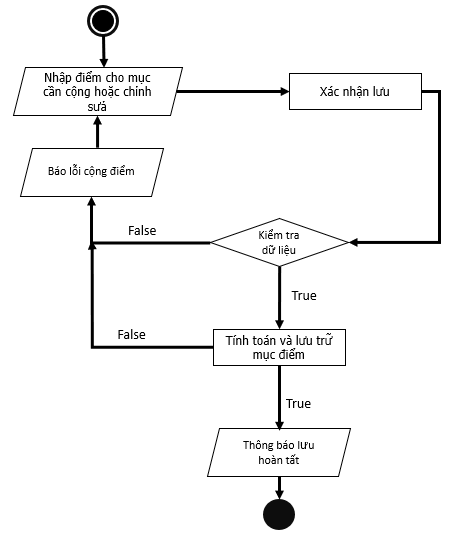 Nhập điểm cho mục
cần cộng hoặc chỉnh
sửa
Xác nhận lưu
Báo lỗi cộng điểm
False
Kiểm tra
dữ liệu
True
False
Tính toán và lưu trữ
mục điểm
True
Thông báo lưu
hoàn tất